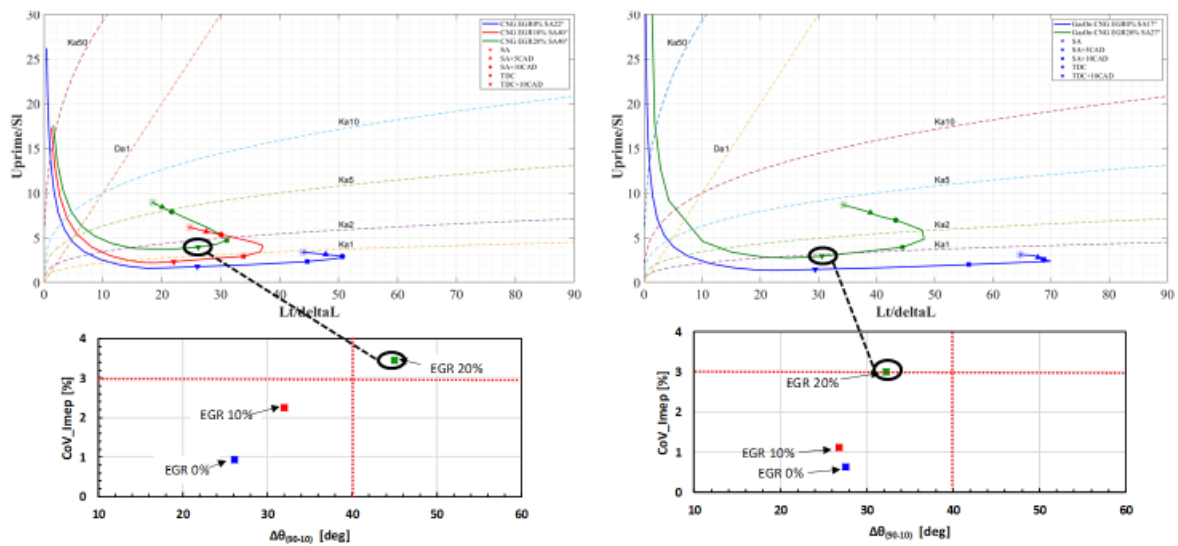 30
25
20
15
10
5
0
Uprime/Sl
Ka50
Da1
Ka10
Ka5
Ka2
Ka1
CNG EGR0% SA22°
CNG EGR10% SA40°
CNG EGR20% SA40°
SA
SA+5CAD
SA+10CAD
TDC
TDC+10CAD
0 10 20 30 40 50 60 70 80 90
Lt/deltaL
30
25
20
15
10
5
0
Uprime/Sl
Ka50
Da1
Ka10
Ka5
Ka2
Ka1
CNG EGR0% SA17°
CNG EGR20% SA27°
SA
SA+5CAD
SA+10CAD
TDC
TDC+10CAD
0 10 20 30 40 50 60 70 80 90
Lt/deltaL
4
3
2
1
0
CoV_Imep [%]
EGR 20%
EGR 10%
EGR 0%
10 20 30 40 50 60
Δθ(90-10) [deg]
4
3
2
1
0
CoV_Imep [%]
EGR 20%
EGR 10%
EGR 0%
10 20 30 40 50 60
Δθ(90-10) [deg]